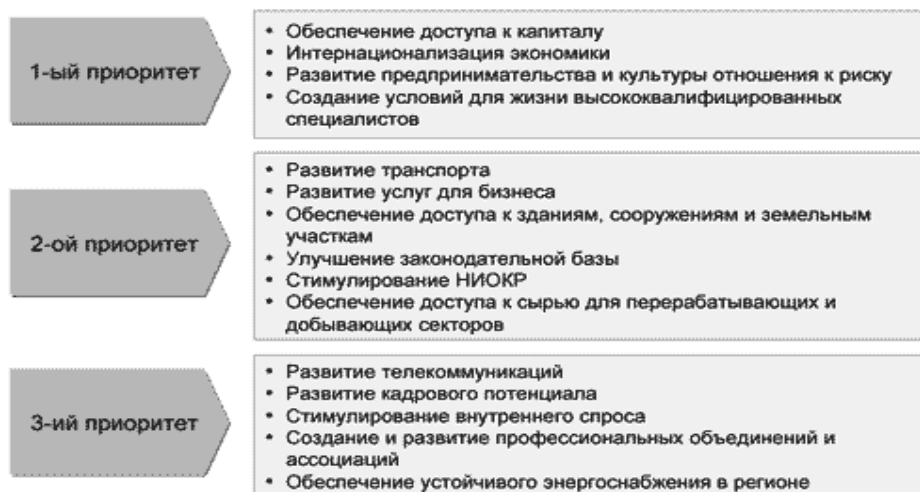 1-ый приоритет
• Обеспечение доступа к капиталу
• Интернационализация экономики
• Развитие предпринимательства и культуры отношения к риску
• Создание условий для жизни высококвалифицированных
специалистов
2-ой приоритет
• Развитие транспорта
• Развитие услуг для бизнеса
• Обеспечение доступа к зданиям, сооружениям и земельным
участкам
• Улучшение законодательной базы
• Стимулирование НИОКР
• Обеспечение доступа к сырью для перерабатывающих и
добывающих секторов
3-ий приоритет
• Развитие телекоммуникаций
• Развитие кадрового потенциала
• Стимулирование внутреннего спроса
• Создание и развитие профессиональных объединений и
ассоциаций
• Обеспечение устойчивого энергоснабжения в регионе